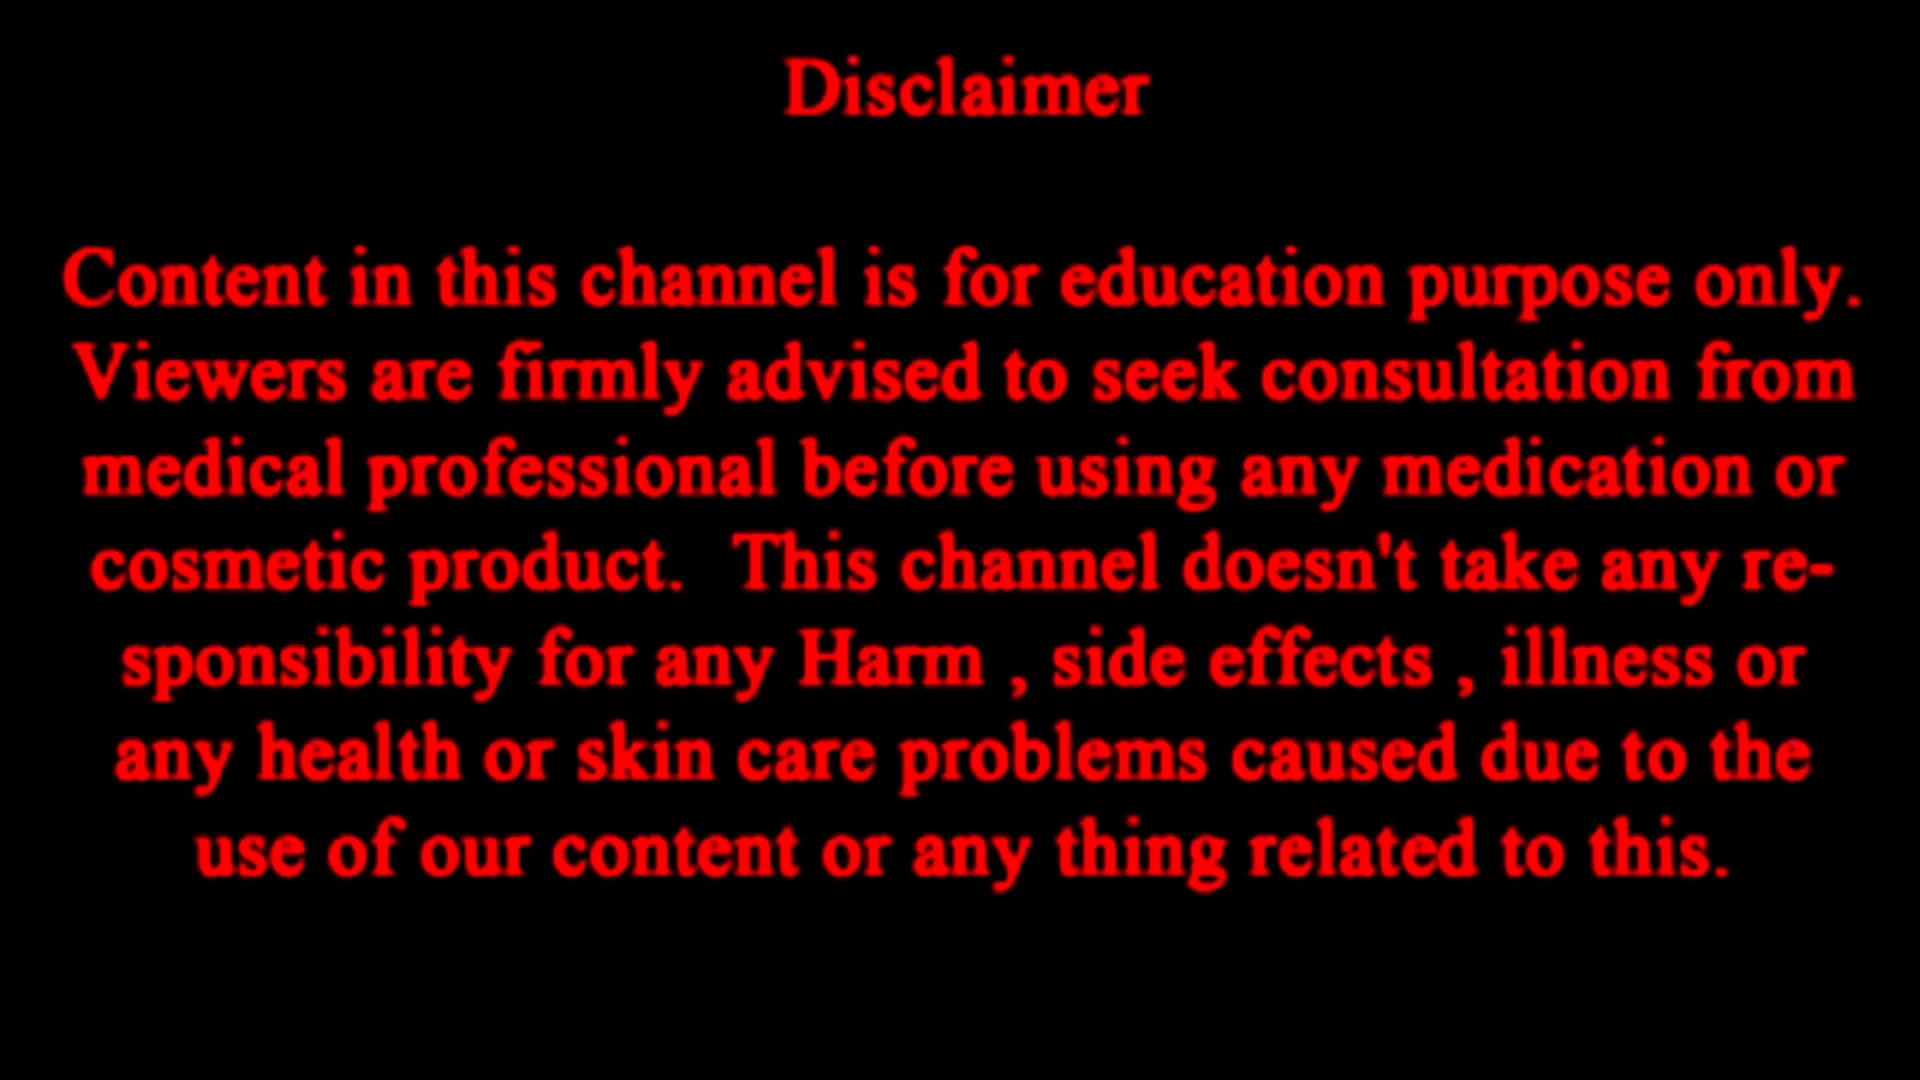 Disclaimer
Content in this channel is for education purpose only.
Viewers are firmly advised to seek consultation from
medical professional before using any medication or
cosmetic product.  This channel doesn't take any re-
sponsibility for any Harm , side effects , illness or
any health or skin care problems caused due to the
use of our content or any thing related to this.